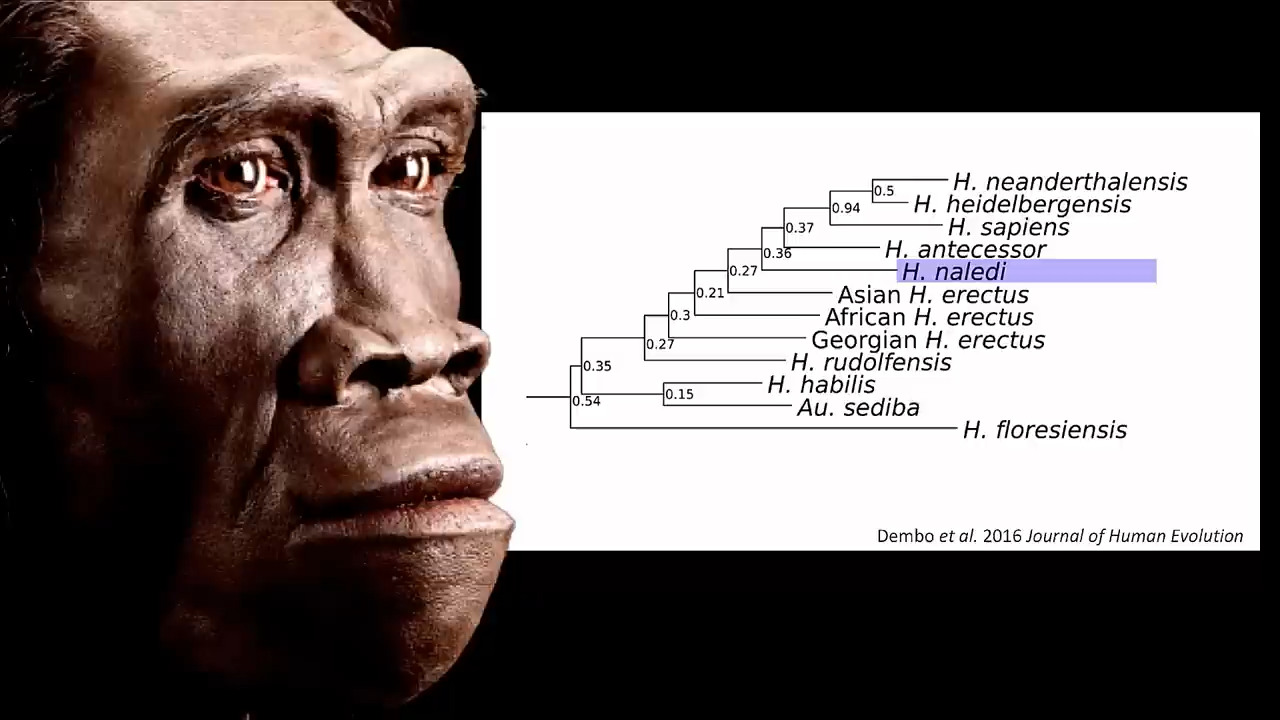 H. neanderthalensis
0.5
H. heidelbergensis
0.94
H. sapiens
0.37
H. antecessor
0.36
H. naledi
0.27
Asian H. erectus
0.21
African H. erectus
0.3
Georgian H. erectus
0.27
H. rudolfensis
0.35
H. habilis
0.15
Au. sediba
0.54
H. floresiensis
Dembo et al. 2016 Journal of Human Evolution